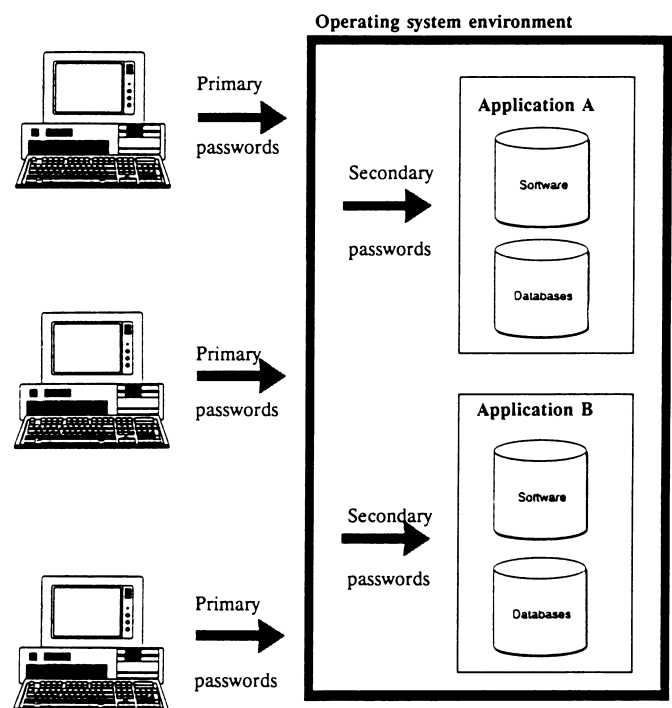 Operating system environment
Primary
passwords
Application A
Software
Secondary
passwords
Databases
Primary
passwords
Application B
Software
Secondary
passwords
Databases
Primary
passwords